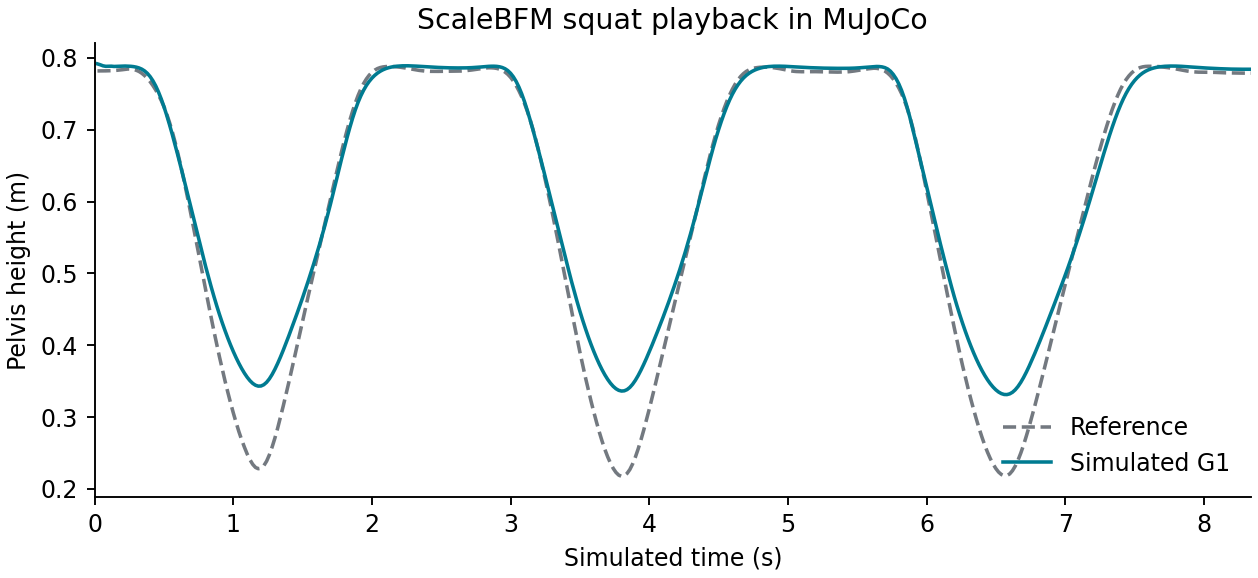 ScaleBFM squat playback in MuJoCo
Pelvis height (m)
0.8
0.7
0.6
0.5
0.4
0.3
0.2
Reference
Simulated G1
0 1 2 3 4 5 6 7 8
Simulated time (s)